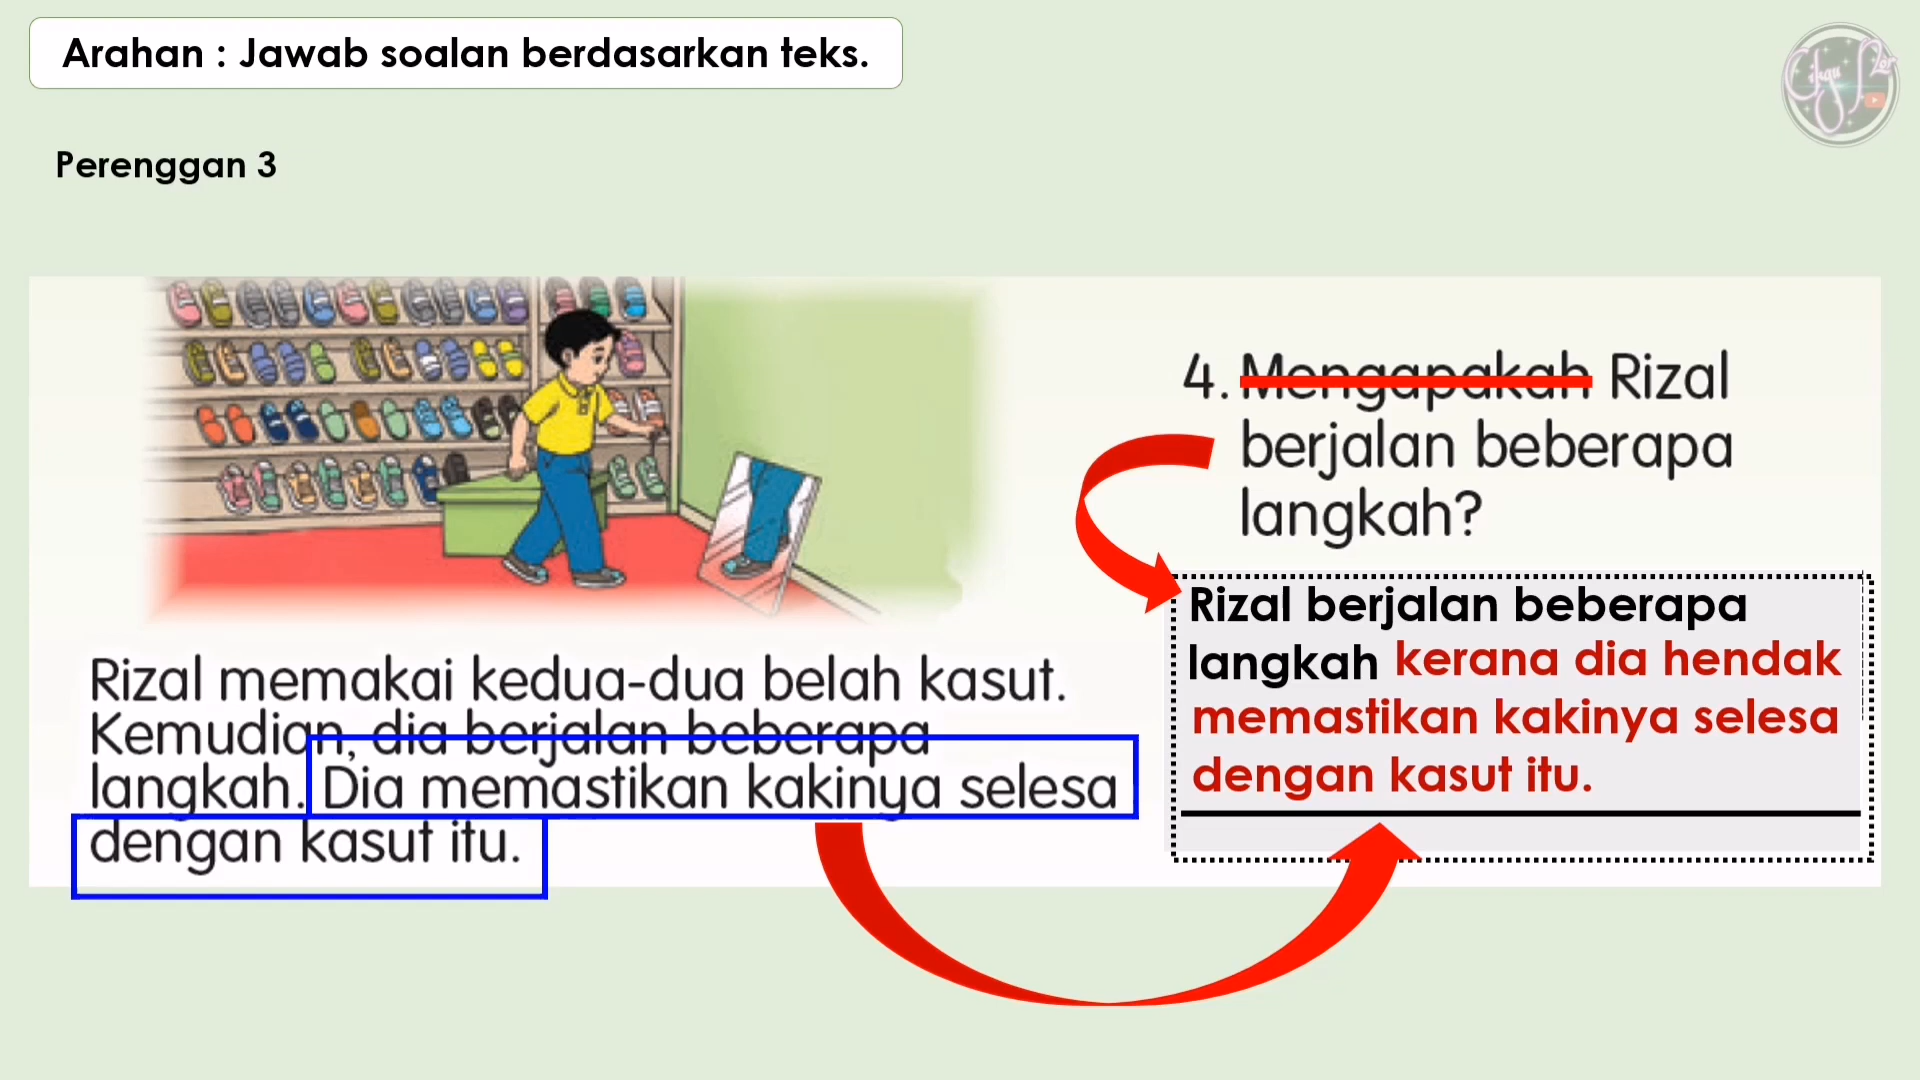 Arahan : Jawab soalan berdasarkan teks.
Cikgu Nor
Perenggan 3
4. Mengapakah Rizal
berjalan beberapa
langkah?
Rizal berjalan beberapa
langkah kerana dia hendak
memastikan kakinya selesa
dengan kasut itu.
Rizal memakai kedua-dua belah kasut.
Kemudian, dia berjalan beberapa
langkah. Dia memastikan kakinya selesa
dengan kasut itu.